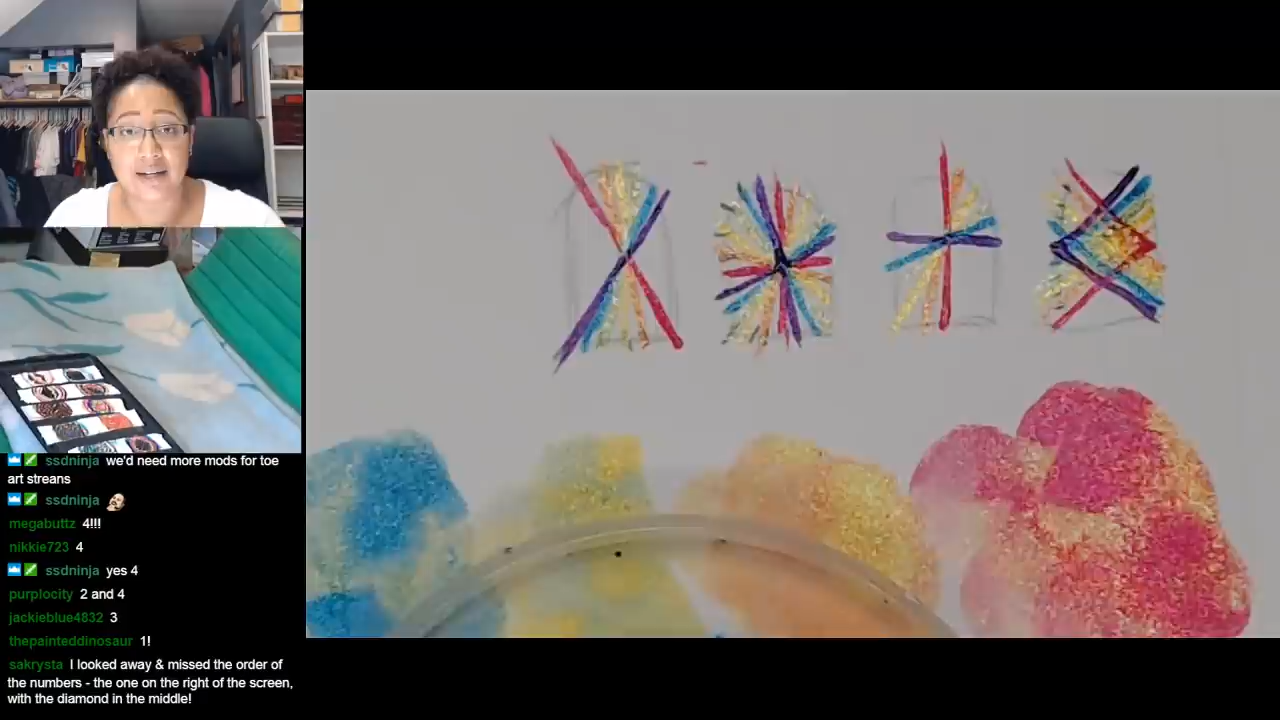 ssdninja we'd need more mods for toe
art streans
ssdninja
megabuttz 4!!!
nikkie723 4
ssdninja yes 4
purplocity 2 and 4
jackieblue4832 3
thepainteddinosaur 1!
sakrysta I looked away & missed the order of
the numbers - the one on the right of the screen,
with the diamond in the middle!